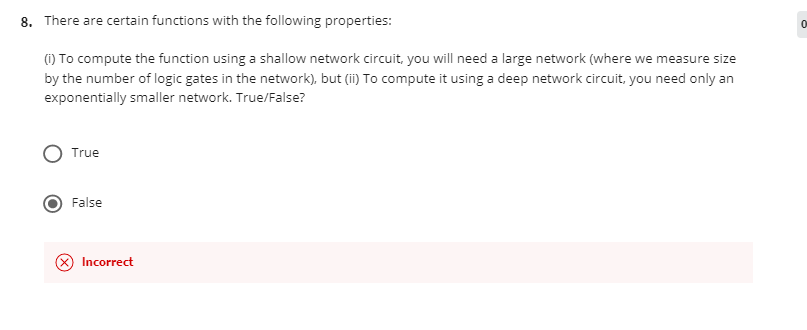 8. There are certain functions with the following properties:
(i) To compute the function using a shallow network circuit, you will need a large network (where we measure size
by the number of logic gates in the network), but (ii) To compute it using a deep network circuit, you need only an
exponentially smaller network. True/False?
True
False
Incorrect